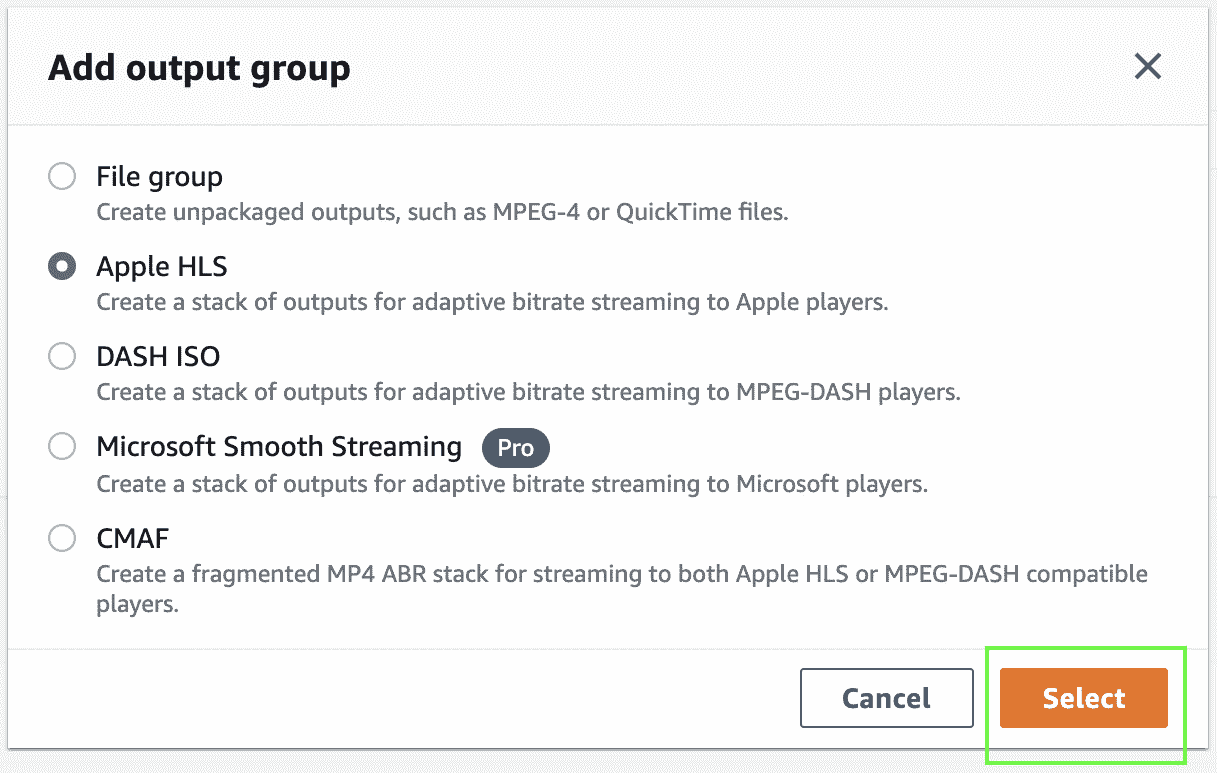 Add output group
File group
Create unpackaged outputs, such as MPEG-4 or QuickTime files.
Apple HLS
Create a stack of outputs for adaptive bitrate streaming to Apple players.
DASH ISO
Create a stack of outputs for adaptive bitrate streaming to MPEG-DASH players.
Microsoft Smooth Streaming Pro
Create a stack of outputs for adaptive bitrate streaming to Microsoft players.
CMAF
Create a fragmented MP4 ABR stack for streaming to both Apple HLS or MPEG-DASH compatible
players.
Cancel Select